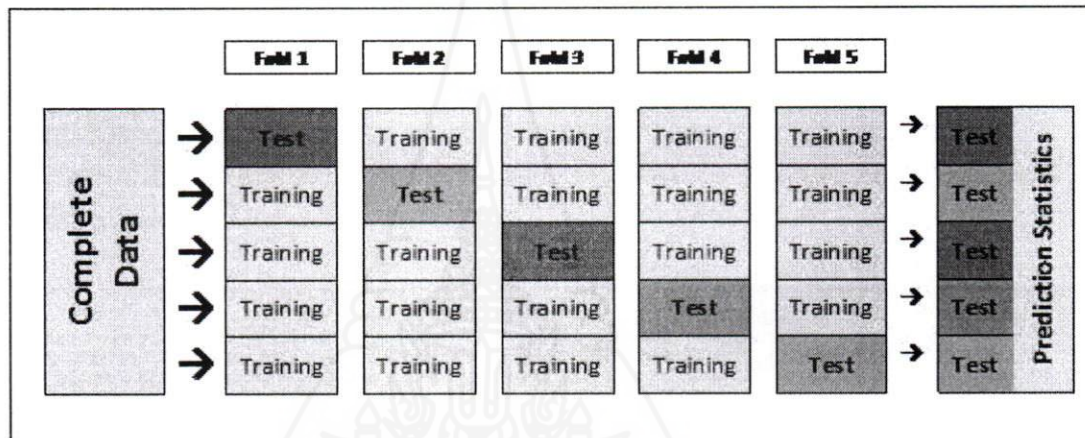 Fold 1 Fold 2 Fold 3 Fold 4 Fold 5
Complete
Data
Test Training Training Training Training Test
Training Test Training Training Training Test
Training Training Test Training Training Test
Training Training Training Test Training Test
Training Training Training Training Test Test
Prediction Statistics